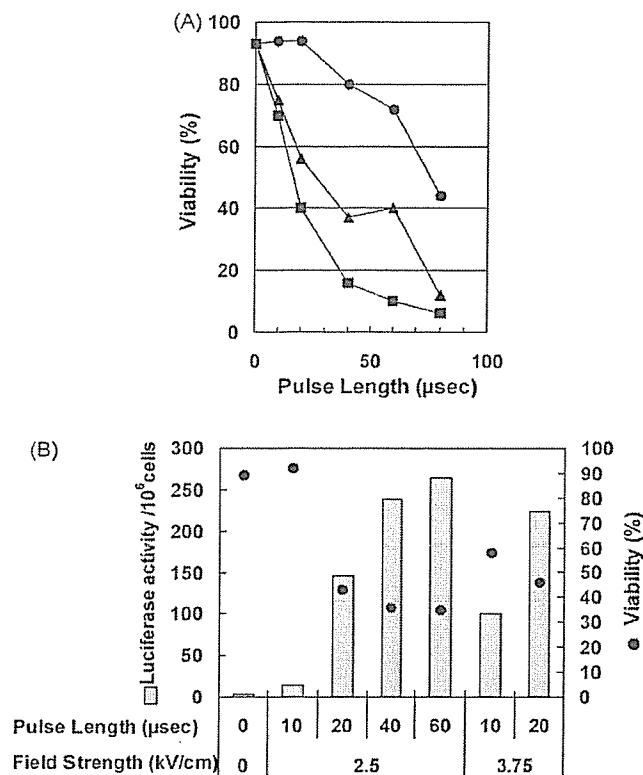 (A)
100
80
60
40
20
0
Viability (%)
0 50 100
Pulse Length (µsec)
(B)
Luciferase activity /10⁶cells
300
250
200
150
100
50
0
100
90
80
70
60
50
40
30
20
10
0
Viability (%)
Pulse Length (µsec) 0 10 20 40 60 10 20
Field Strength (kV/cm) 0 2.5 3.75